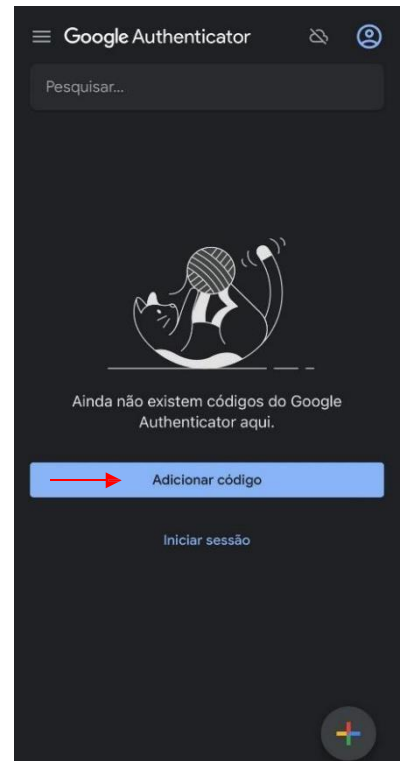 Google Authenticator
Pesquisar...
Ainda não existem códigos do Google
Authenticator aqui.
Adicionar código
Iniciar sessão